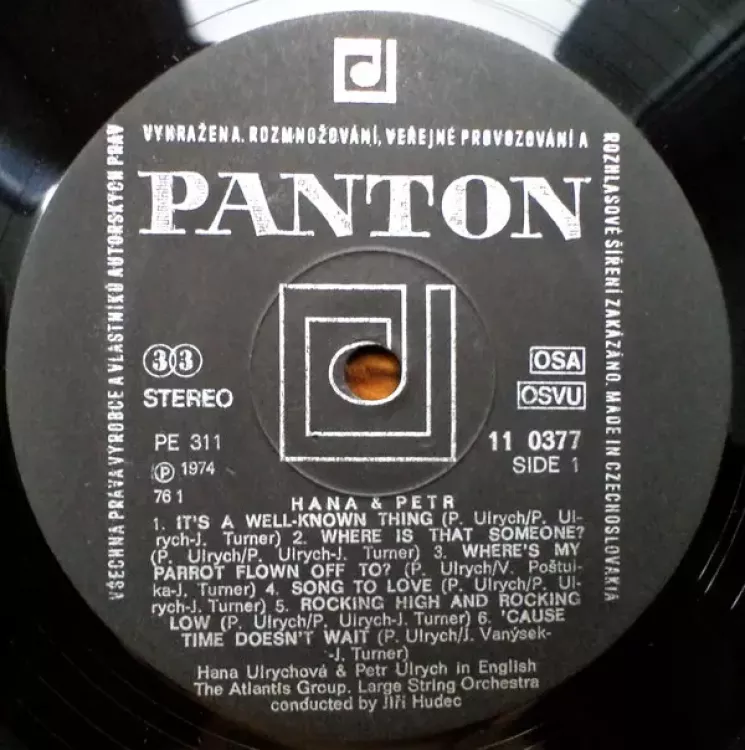 VYHRAŽENA. ROZMNOŽOVÁNÍ, VEŘEJNÉ PROVOZOVÁNÍ A
ROZHLASOVÉ ŠÍŘENÍ ZAKÁZÁNO. MADE IN CZECHOSLOVAKIA
VŠECHNA PRÁVA VÝROBCE A VLASTNÍKŮ AUTORSKÝCH PRÁV
PANTON
33
STEREO
OSA
OSVU
PE 311
11 0377
Ⓟ 1974
SIDE 1
76 1
HANA & PETR
1. IT'S A WELL-KNOWN THING (P. Ulrych/P. Ul-
rych-J. Turner) 2. WHERE IS THAT SOMEONE?
(P. Ulrych/P. Ulrych-J. Turner) 3. WHERE'S MY
PARROT FLOWN OFF TO? (P. Ulrych/V. Poštul-
ka-J. Turner) 4. SONG TO LOVE (P. Ulrych/P. Ul-
rych-J. Turner) 5. ROCKING HIGH AND ROCKING
LOW (P. Ulrych/P. Ulrych-J. Turner) 6. 'CAUSE
TIME DOESN'T WAIT (P. Ulrych/J. Vanýsek-
-J. Turner)
Hana Ulrychová & Petr Ulrych in English
The Atlantis Group. Large String Orchestra
conducted by Jiří Hudec